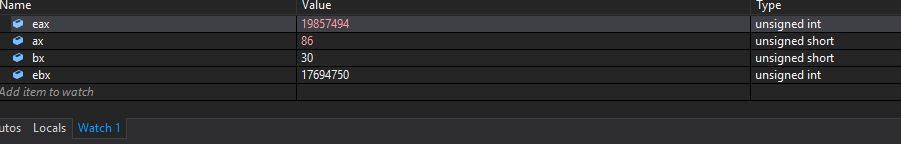 Name Value Type
eax 19857494 unsigned int
ax 86 unsigned short
bx 30 unsigned short
ebx 17694750 unsigned int
Add item to watch
utos Locals Watch 1